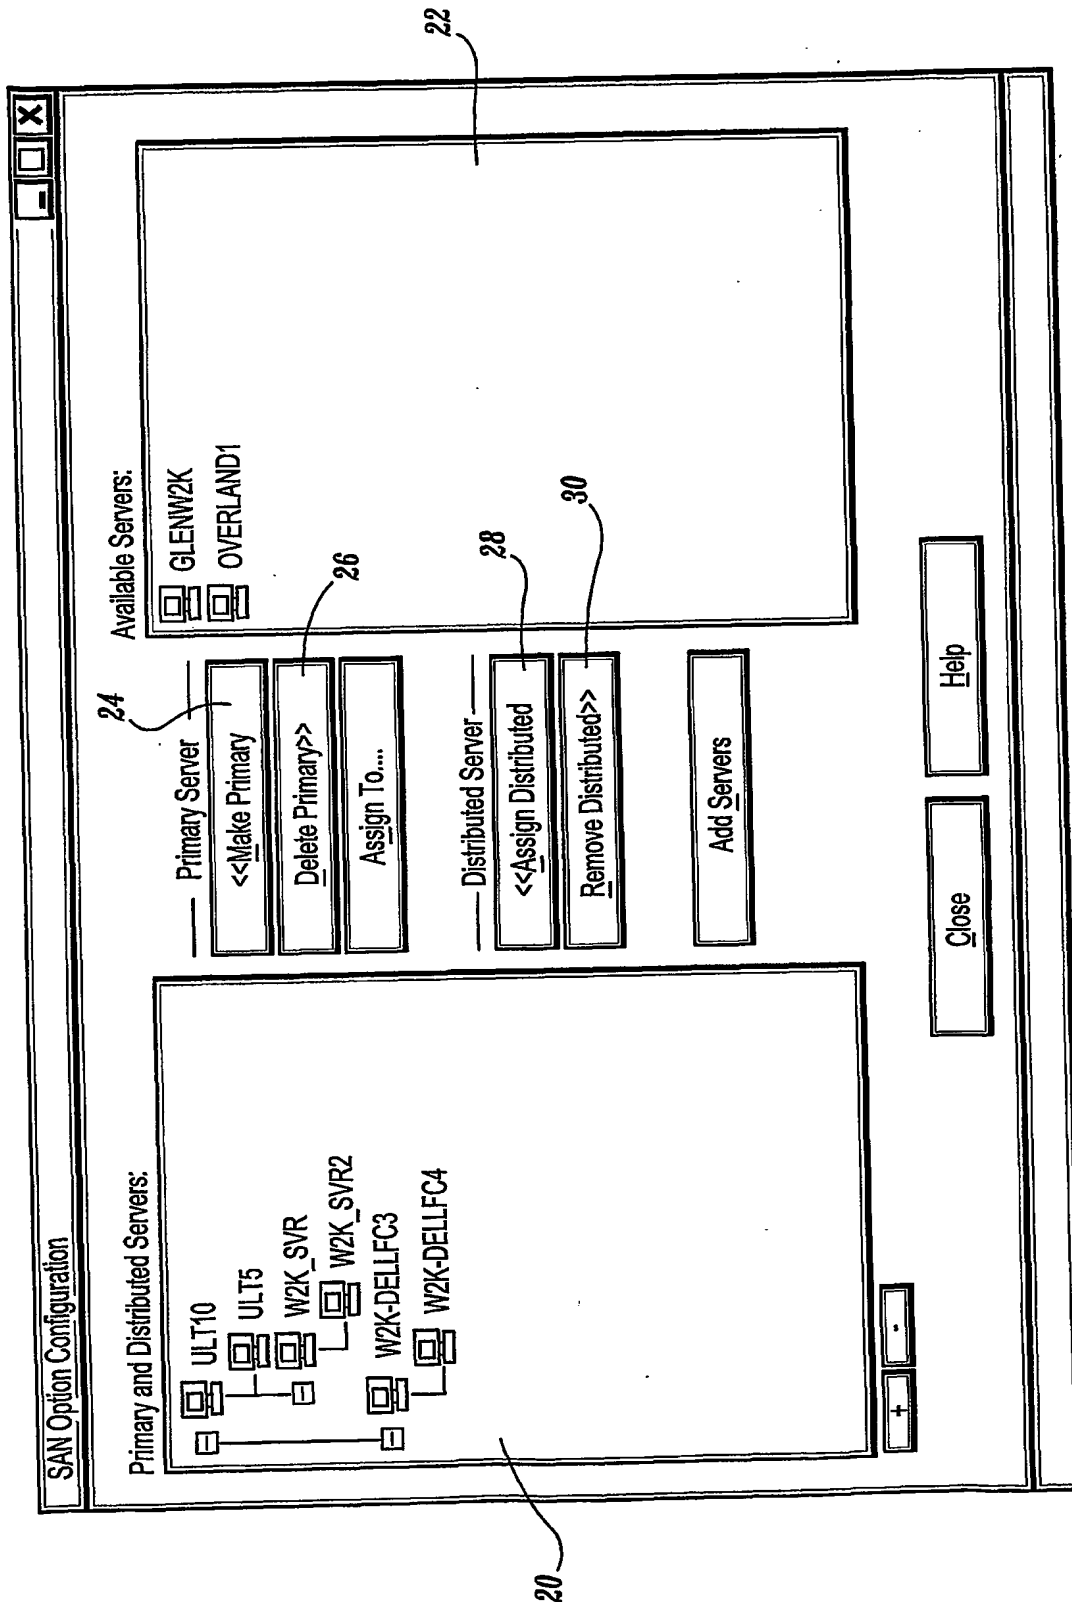 SAN Option Configuration
X
Primary and Distributed Servers:
ULT10
ULT5
W2K_SVR
W2K_SVR2
W2K-DELLFC3
W2K-DELLFC4
+ -
20
Primary Server
24
<<Make Primary
Delete Primary>>
26
Assign To....
Distributed Server
<<Assign Distributed
28
Remove Distributed>>
30
Add Servers
Available Servers:
GLENW2K
OVERLAND1
22
Close
Help